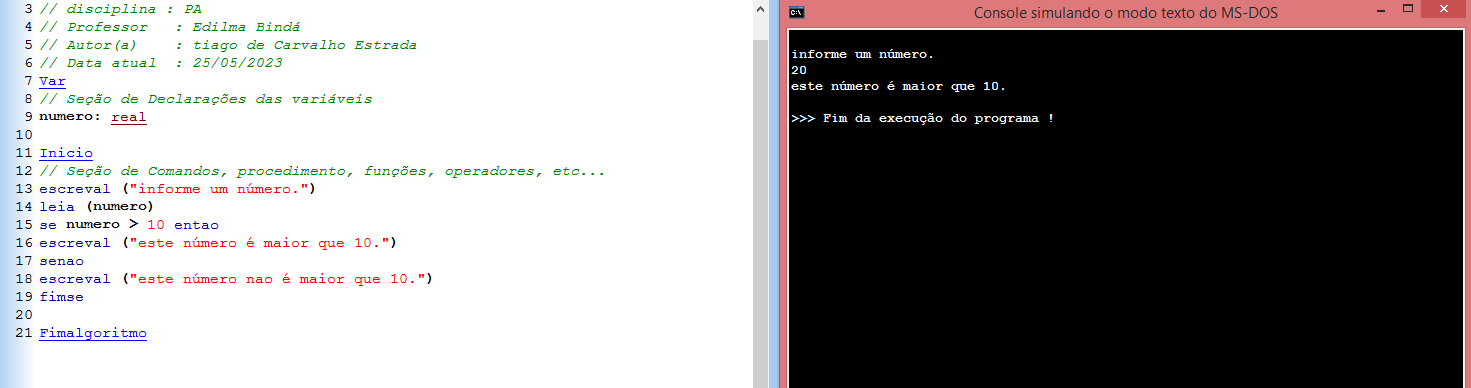 3 // disciplina : PA
4 // Professor   : Edilma Bindá
5 // Autor(a)    : tiago de Carvalho Estrada
6 // Data atual  : 25/05/2023
7 Var
8 // Seção de Declarações das variáveis
9 numero: real
10
11 Inicio
12 // Seção de Comandos, procedimento, funções, operadores, etc...
13 escreval ("informe um número.")
14 leia (numero)
15 se numero > 10 entao
16 escreval ("este número é maior que 10.")
17 senao
18 escreval ("este número nao é maior que 10.")
19 fimse
20
21 Fimalgoritmo
C:\
Console simulando o modo texto do MS-DOS
informe um número.
20
este número é maior que 10.
>>> Fim da execução do programa !